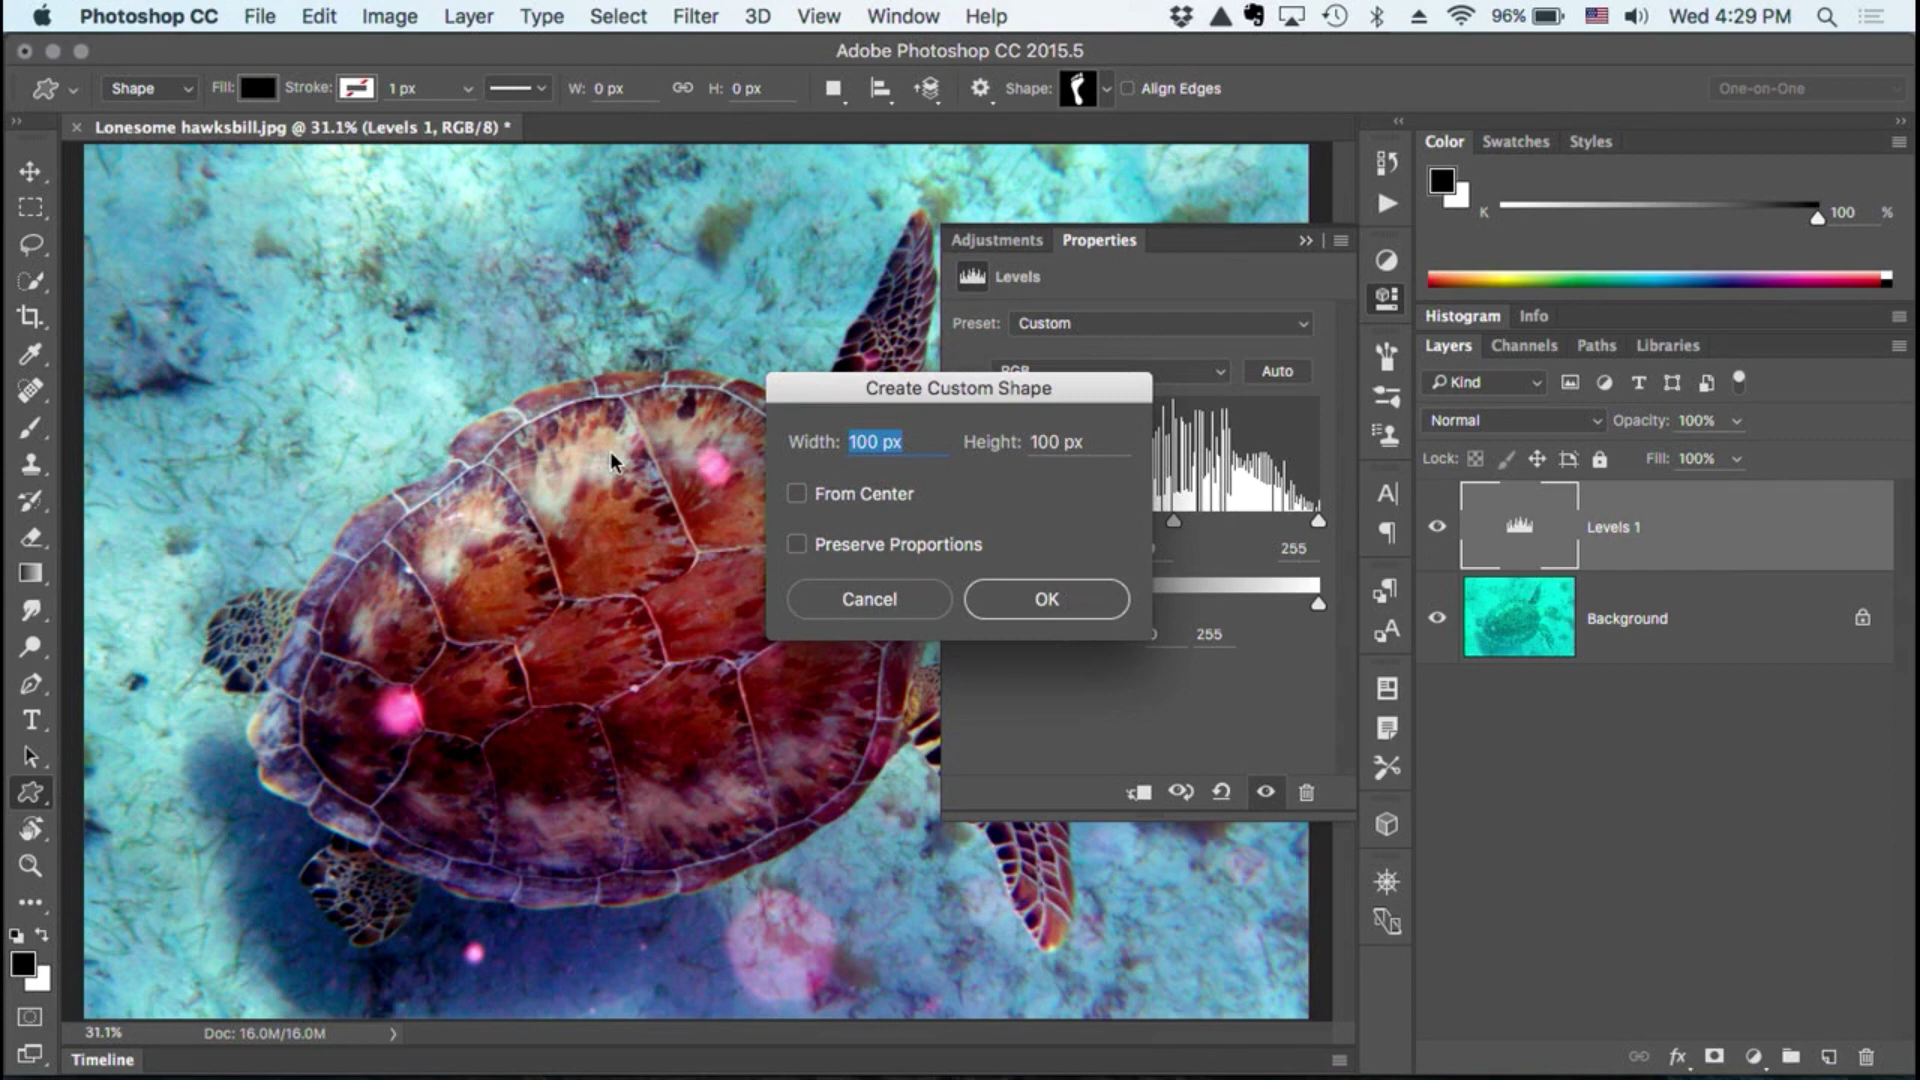 Photoshop CC File Edit Image Layer Type Select Filter 3D View Window Help 96% Wed 4:29 PM
Adobe Photoshop CC 2015.5
Shape Fill: Stroke: 1 px W: 0 px H: 0 px Shape: Align Edges One-on-One
Lonesome hawksbill.jpg @ 31.1% (Levels 1, RGB/8) *
Color Swatches Styles
K 100 %
Adjustments Properties
Levels
Preset: Custom
Auto
Create Custom Shape
Width: 100 px Height: 100 px
From Center
Preserve Proportions
Cancel OK
255
255
Histogram Info
Layers Channels Paths Libraries
Kind
Normal Opacity: 100%
Lock: Fill: 100%
Levels 1
Background
31.1% Doc: 16.0M/16.0M
Timeline